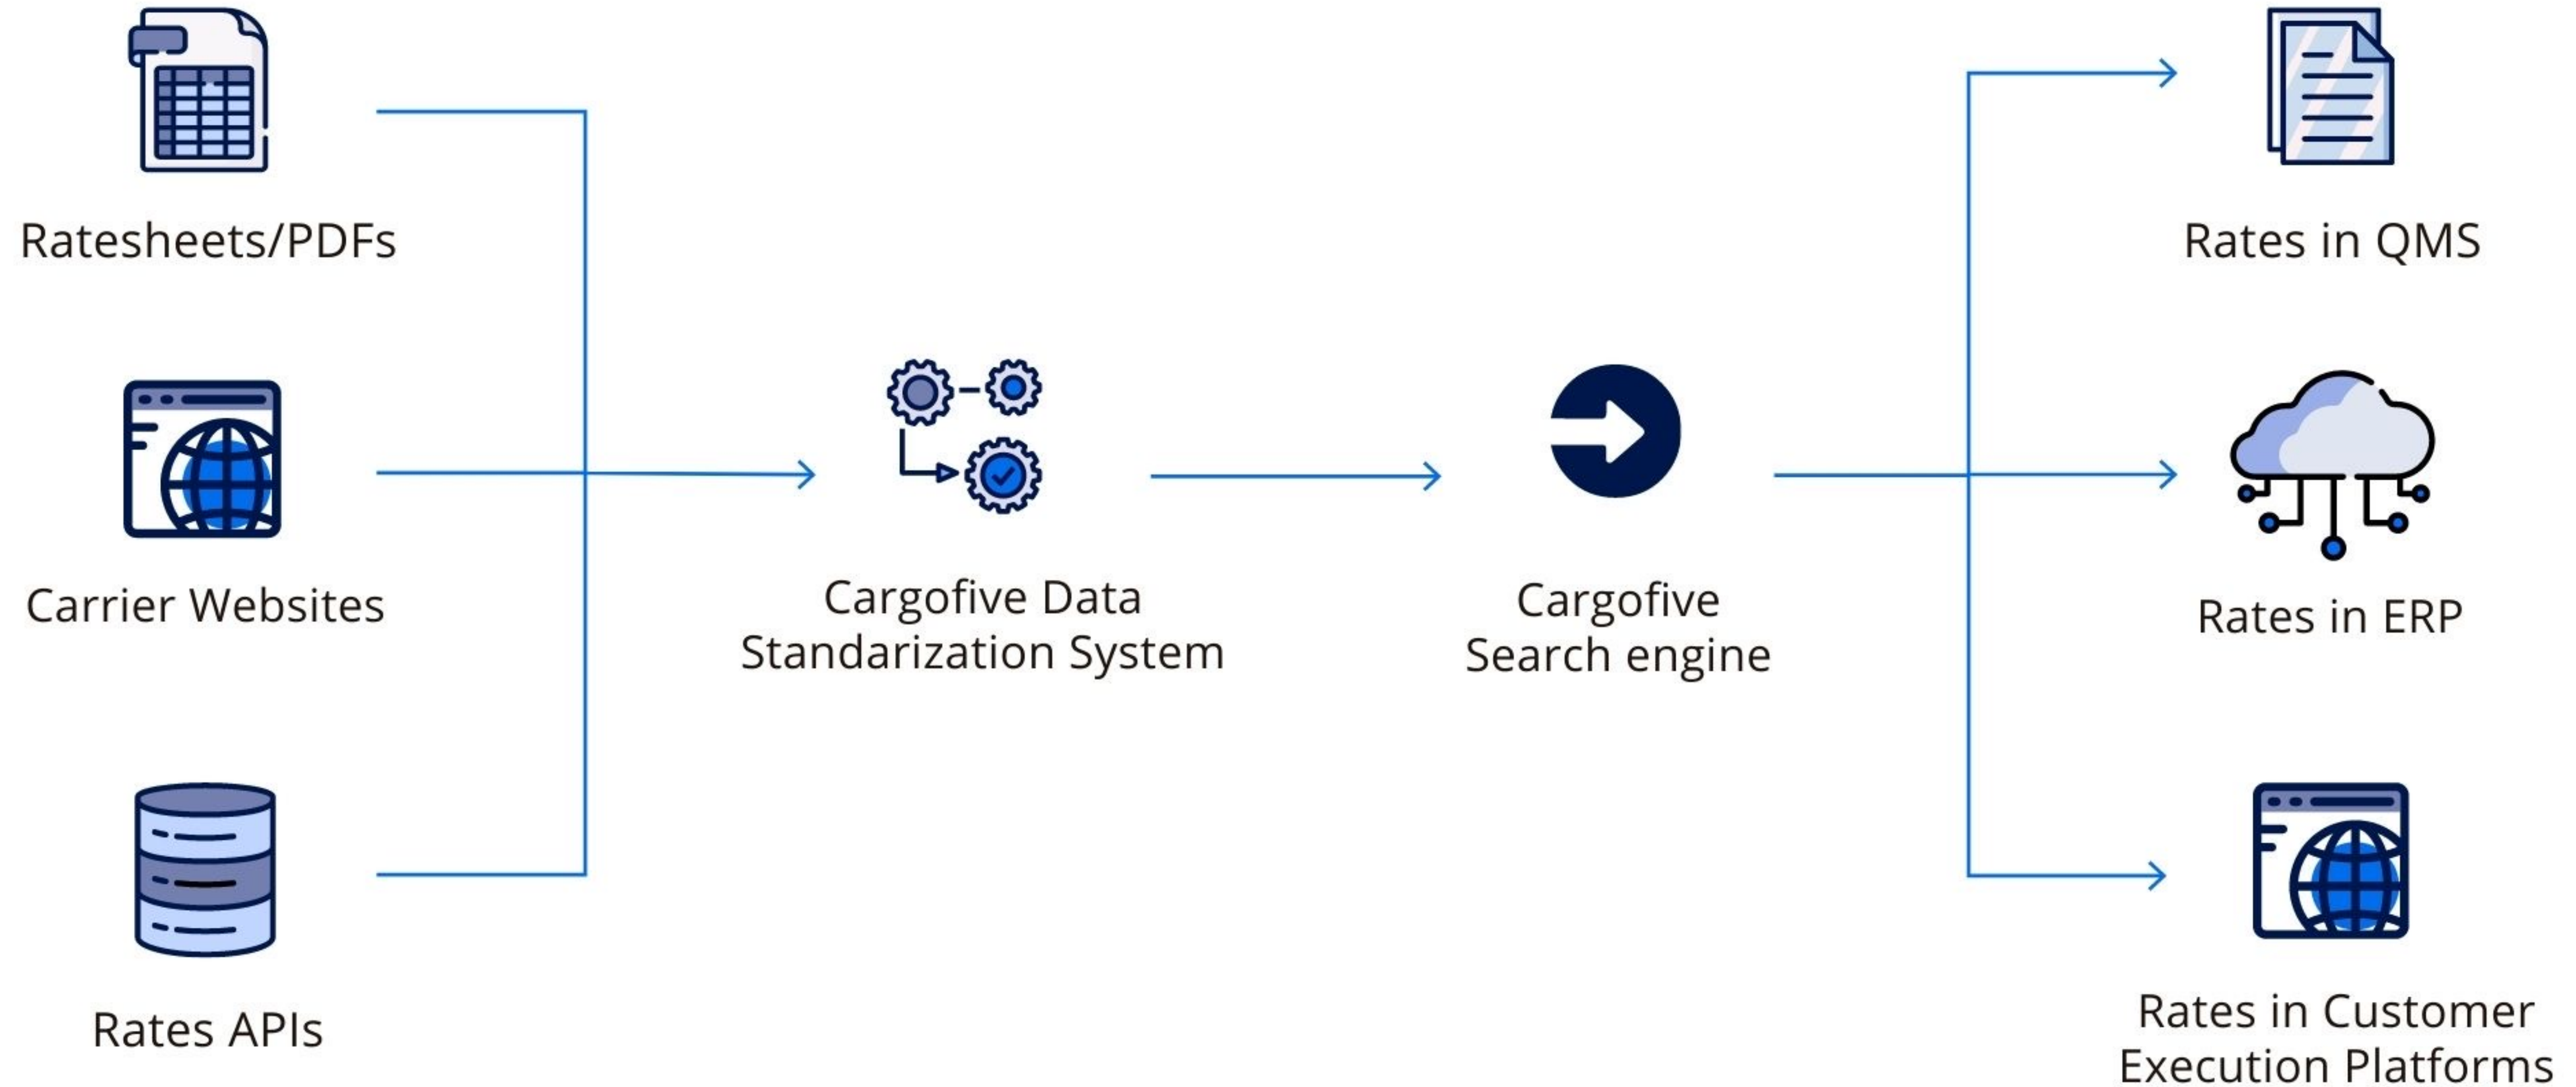 Ratesheets/PDFs
Carrier Websites
Rates APIs
Cargofive Data
Standarization System
Cargofive
Search engine
Rates in QMS
Rates in ERP
Rates in Customer
Execution Platforms